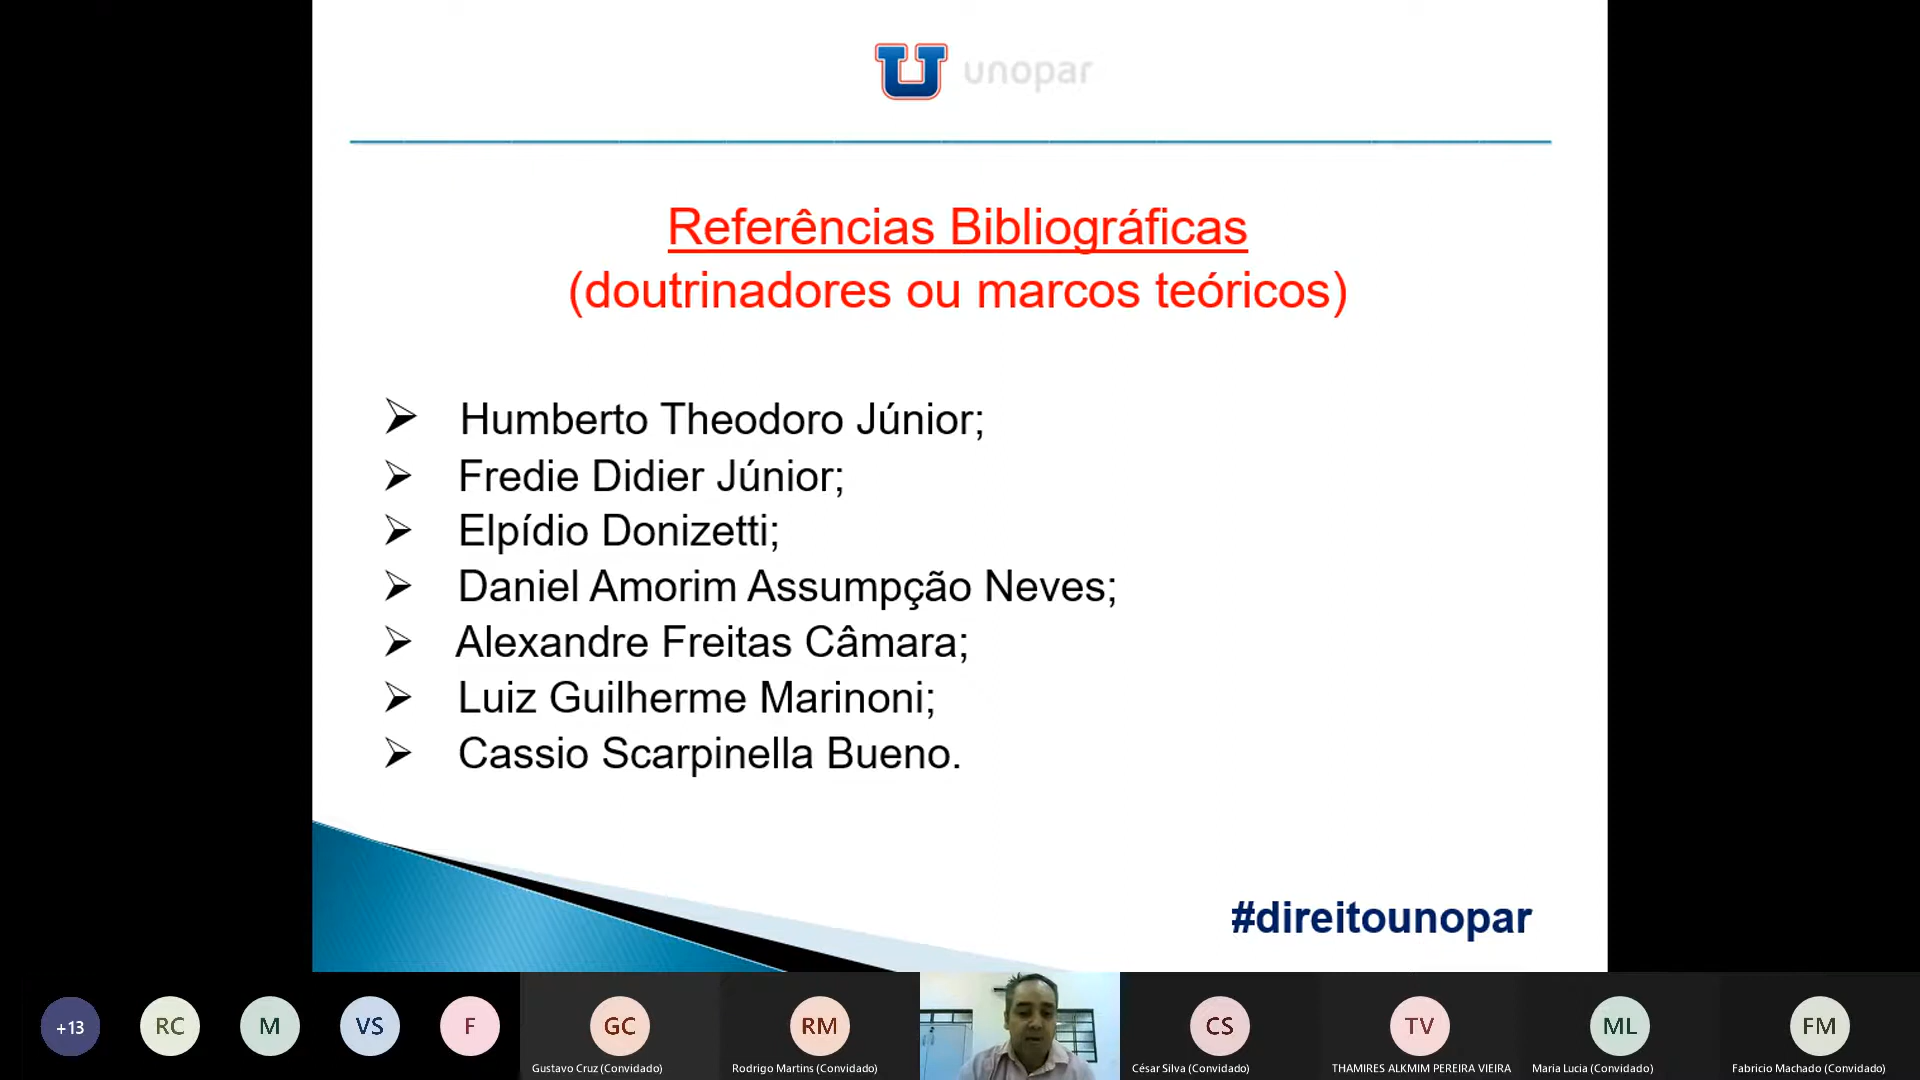 unopar
Referências Bibliográficas
(doutrinadores ou marcos teóricos)
Humberto Theodoro Júnior;
Fredie Didier Júnior;
Elpídio Donizetti;
Daniel Amorim Assumpção Neves;
Alexandre Freitas Câmara;
Luiz Guilherme Marinoni;
Cassio Scarpinella Bueno.
#direitounopar
+13
RC
M
VS
F
GC
RM
CS
TV
ML
FM
Gustavo Cruz (Convidado)
Rodrigo Martins (Convidado)
César Silva (Convidado)
THAMIRES ALKMIM PEREIRA VIEIRA
Maria Lucia (Convidado)
Fabricio Machado (Convidado)